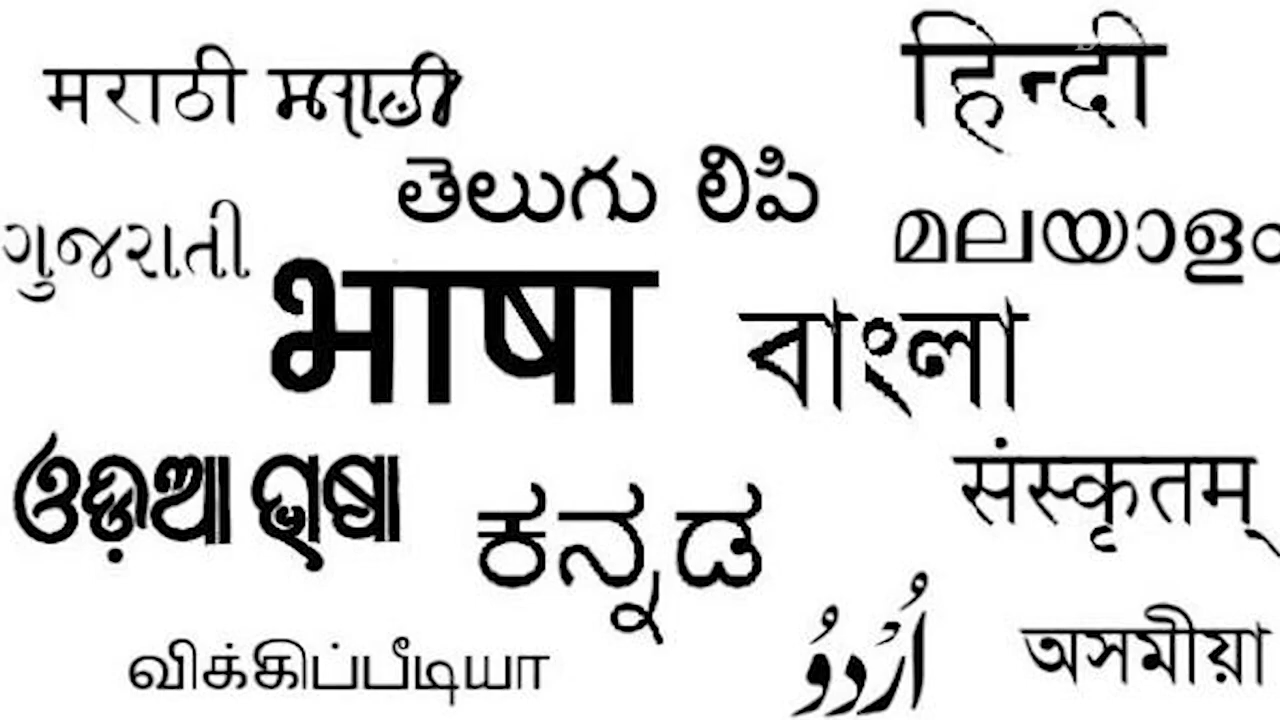 मराठी मराठी
हिन्दी
తెలుగు లిపి
ગુજરાતી
മലയാളം
भाषा
বাংলা
ଓଡ଼ିଆ ଭାଷା
ಕನ್ನಡ
संस्कृतम्
விக்கிப்பீடியா
اُردُو
অসমীয়া